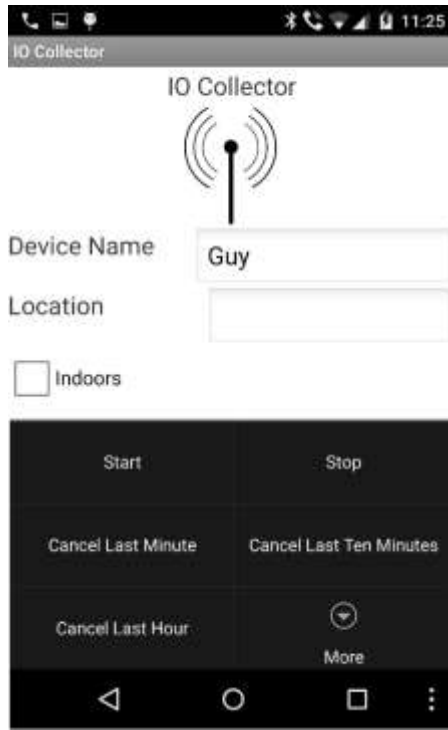 11:25
IO Collector
IO Collector
Device Name
Guy
Location
Indoors
Start
Stop
Cancel Last Minute
Cancel Last Ten Minutes
Cancel Last Hour
More